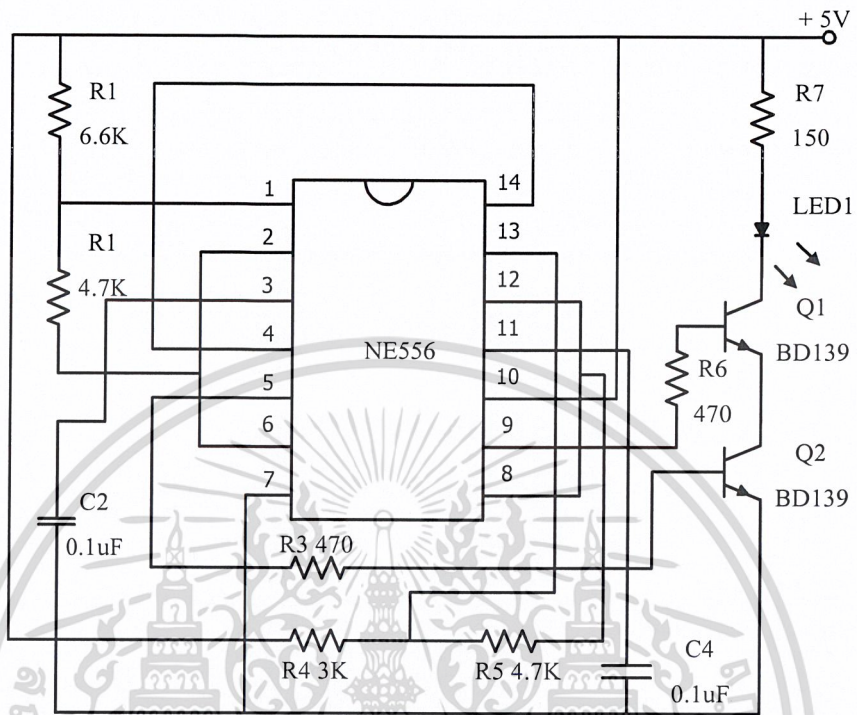 + 5V
R1
6.6K
R7
150
1
14
LED1
2
13
R1
4.7K
3
12
Q1
BD139
4
11
NE556
R6
470
5
10
6
9
Q2
BD139
7
8
C2
0.1uF
R3 470
R4 3K
R5 4.7K
C4
0.1uF